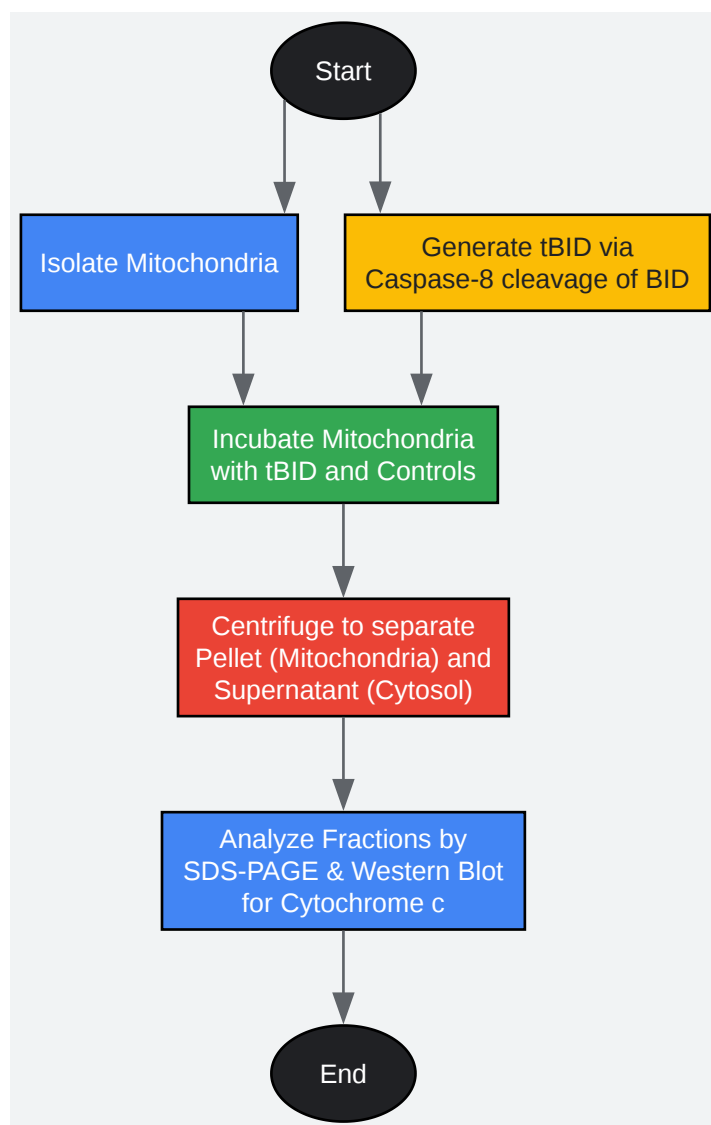 Start
Isolate Mitochondria
Generate tBID via
Caspase-8 cleavage of BID
Incubate Mitochondria
with tBID and Controls
Centrifuge to separate
Pellet (Mitochondria) and
Supernatant (Cytosol)
Analyze Fractions by
SDS-PAGE & Western Blot
for Cytochrome c
End